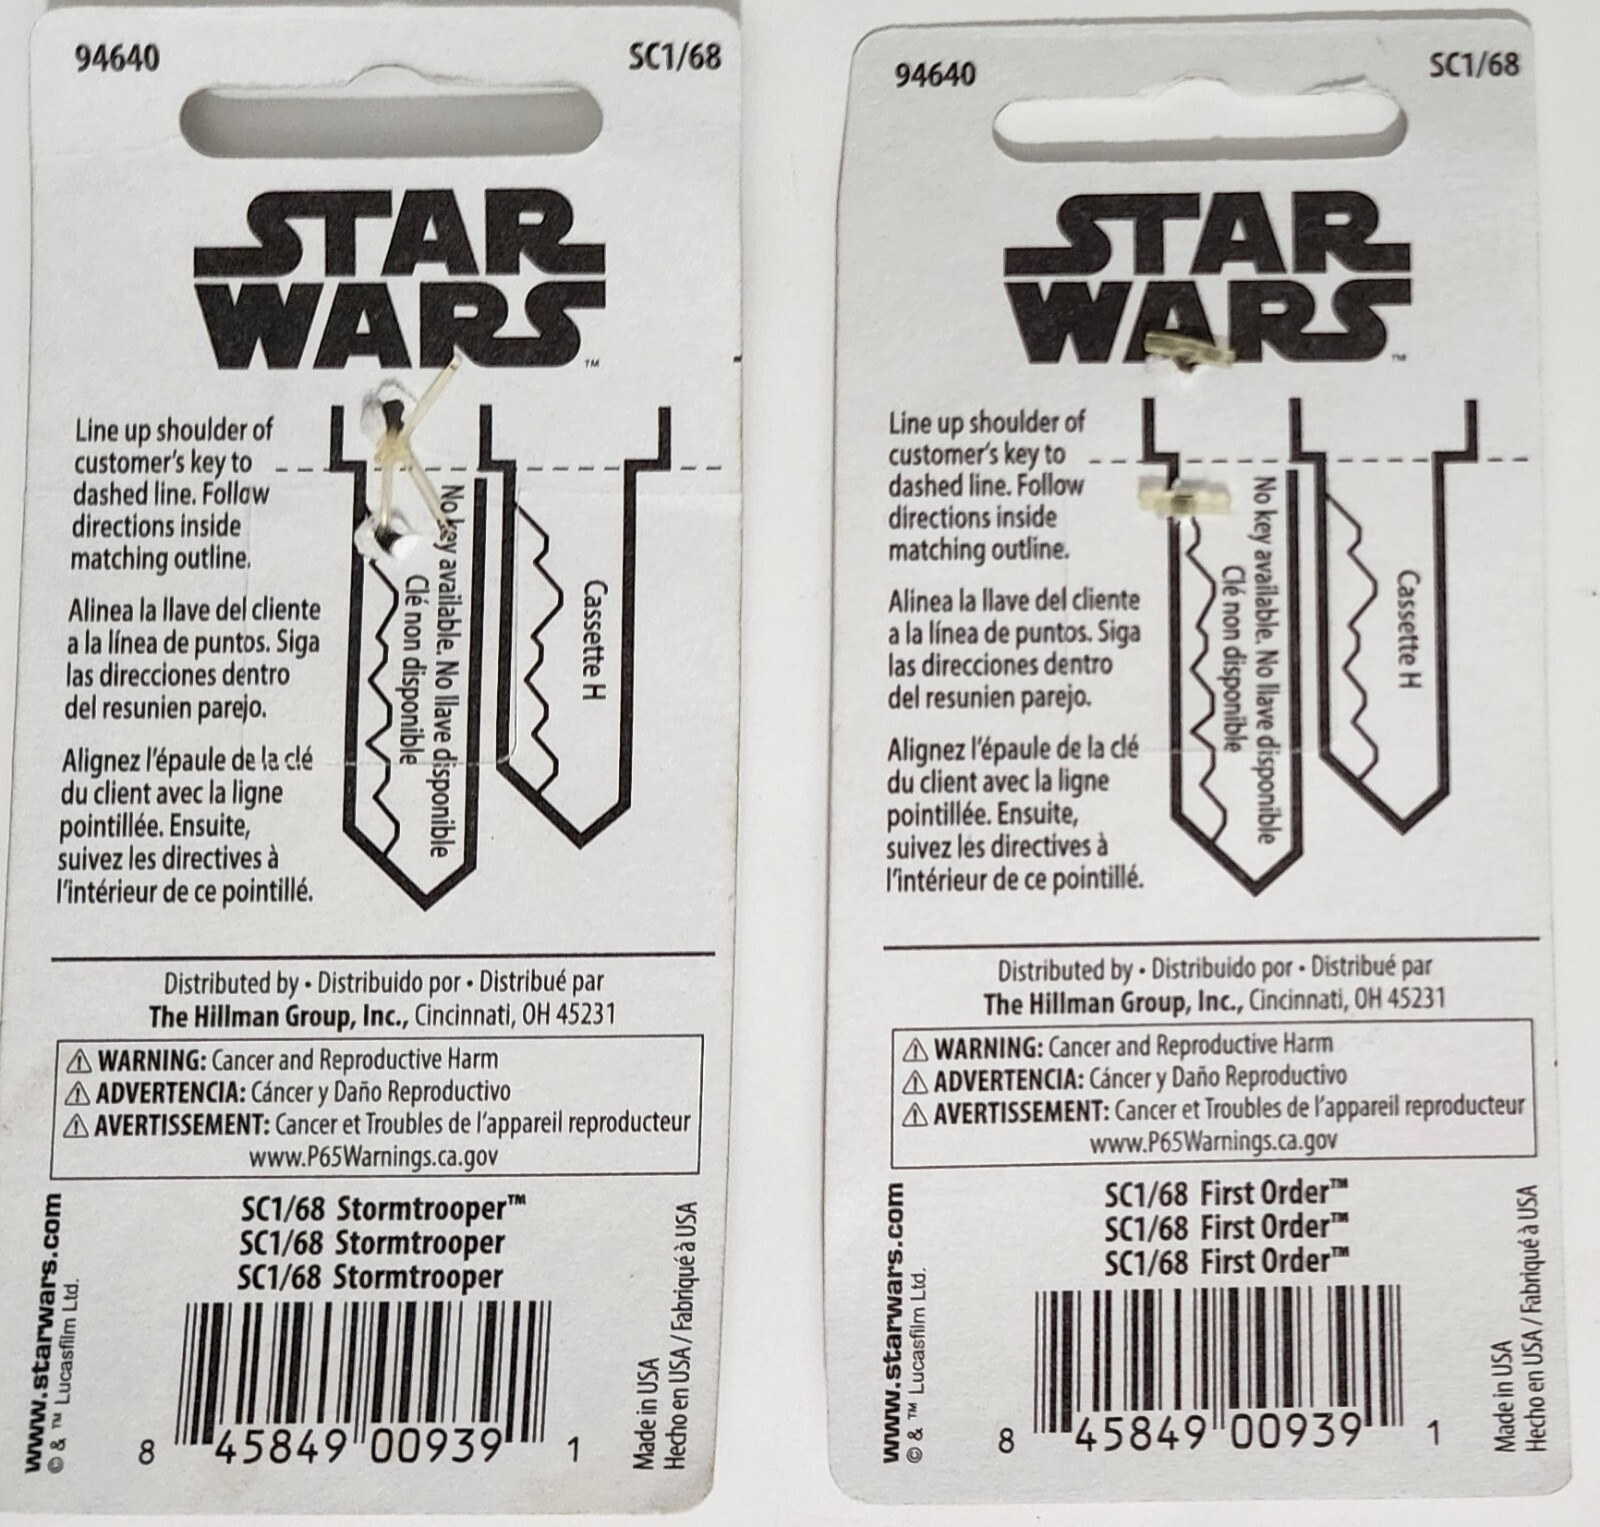 94640
SC1/68
STAR
WARS
™
Line up shoulder of
customer's key to
dashed line. Follow
directions inside
matching outline.
Alinea la llave del cliente
a la línea de puntos. Siga
las direcciones dentro
del resunien parejo.
Alignez l'épaule de la clé
du client avec la ligne
pointillée. Ensuite,
suivez les directives à
l'intérieur de ce pointillé.
No key available. No llave disponible
Clé non disponible
Cassette H
Distributed by • Distribuido por • Distribué par
The Hillman Group, Inc., Cincinnati, OH 45231
⚠ WARNING: Cancer and Reproductive Harm
⚠ ADVERTENCIA: Cáncer y Daño Reproductivo
⚠ AVERTISSEMENT: Cancer et Troubles de l'appareil reproducteur
www.P65Warnings.ca.gov
SC1/68 Stormtrooper™
SC1/68 Stormtrooper
SC1/68 Stormtrooper
www.starwars.com
© & ™ Lucasfilm Ltd.
8 45849 00939 1
Made in USA
Hecho en USA / Fabriqué à USA
94640
SC1/68
STAR
WARS
™
Line up shoulder of
customer's key to
dashed line. Follow
directions inside
matching outline.
Alinea la llave del cliente
a la línea de puntos. Siga
las direcciones dentro
del resunien parejo.
Alignez l'épaule de la clé
du client avec la ligne
pointillée. Ensuite,
suivez les directives à
l'intérieur de ce pointillé.
No key available. No llave disponible
Clé non disponible
Cassette H
Distributed by • Distribuido por • Distribué par
The Hillman Group, Inc., Cincinnati, OH 45231
⚠ WARNING: Cancer and Reproductive Harm
⚠ ADVERTENCIA: Cáncer y Daño Reproductivo
⚠ AVERTISSEMENT: Cancer et Troubles de l'appareil reproducteur
www.P65Warnings.ca.gov
SC1/68 First Order™
SC1/68 First Order™
SC1/68 First Order™
www.starwars.com
© & ™ Lucasfilm Ltd.
8 45849 00939 1
Made in USA
Hecho en USA / Fabriqué à USA